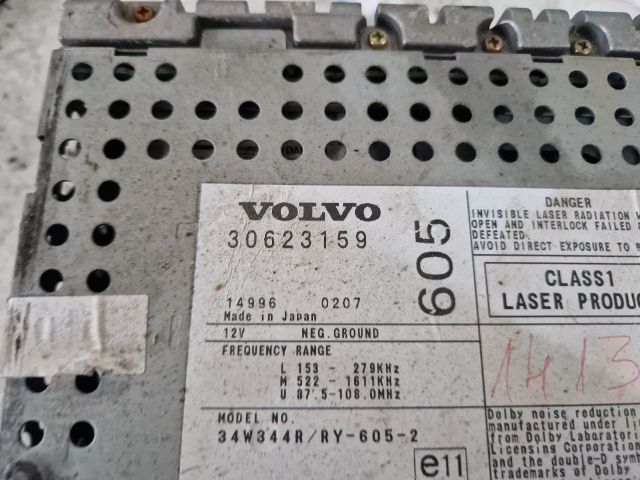 VOLVO
30623159
605
14996 0207
Made in Japan
12V NEG.GROUND
FREQUENCY RANGE
L 153 - 279KHz
M 522 - 1611KHz
U 87.5-108.0MHz
MODEL NO.
34W344R/RY-605-2
e11
DANGER
INVISIBLE LASER RADIATION
OPEN AND INTERLOCK FAILED
DEFEATED.
AVOID DIRECT EXPOSURE TO
CLASS1
LASER PRODU
1413
Dolby noise reduction
manufactured under
from Dolby Laborator
Licensing Corporation
and the double-D symb
trademarks of Dolby